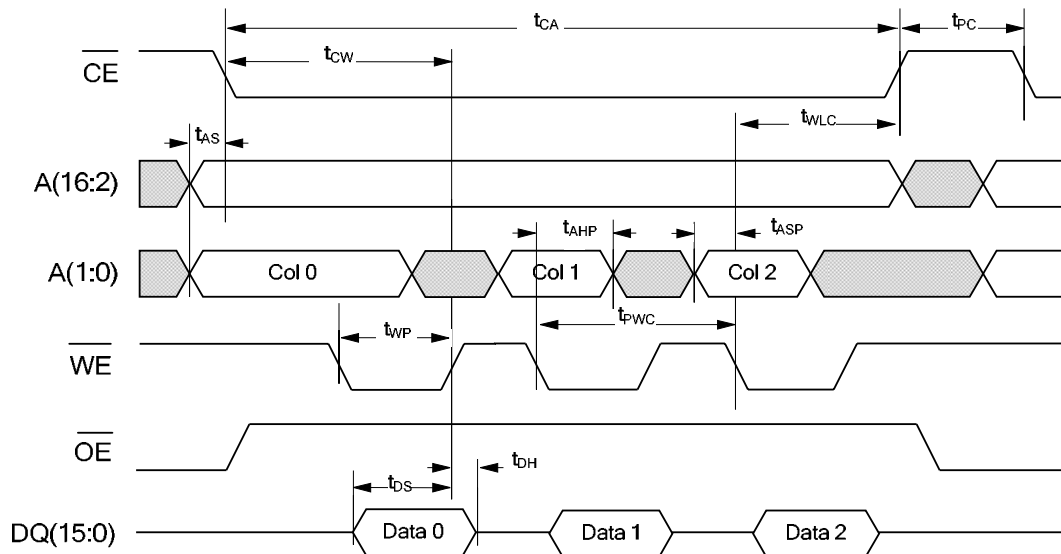 tCA
tPC
CE
tCW
tWLC
tAS
A(16:2)
tAHP
tASP
A(1:0)
Col 0
Col 1
Col 2
tPWC
tWP
WE
OE
tDH
tDS
DQ(15:0)
Data 0
Data 1
Data 2